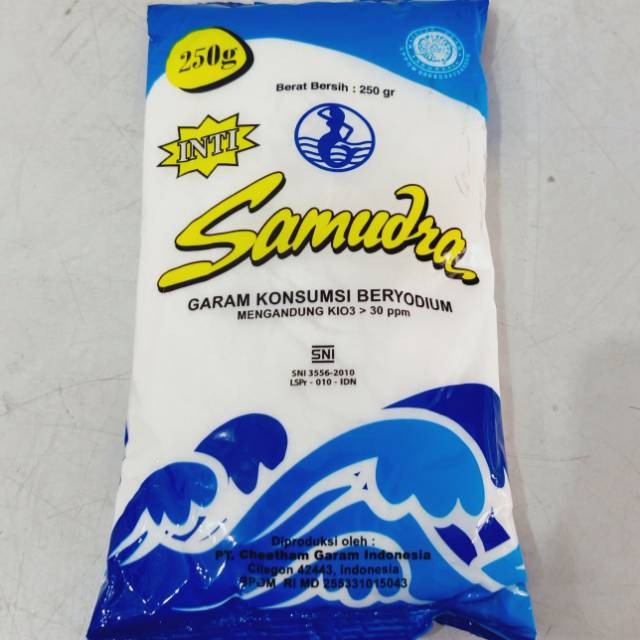 250g
Berat Bersih : 250 gr
INTI
Samudra
GARAM KONSUMSI BERYODIUM
MENGANDUNG KIO3 > 30 ppm
SNI
SNI 3556-2010
LSPr - 010 - IDN
Diproduksi oleh :
PT. Cheetham Garam Indonesia
Cilegon 42443, Indonesia
BPOM RI MD 255331015043